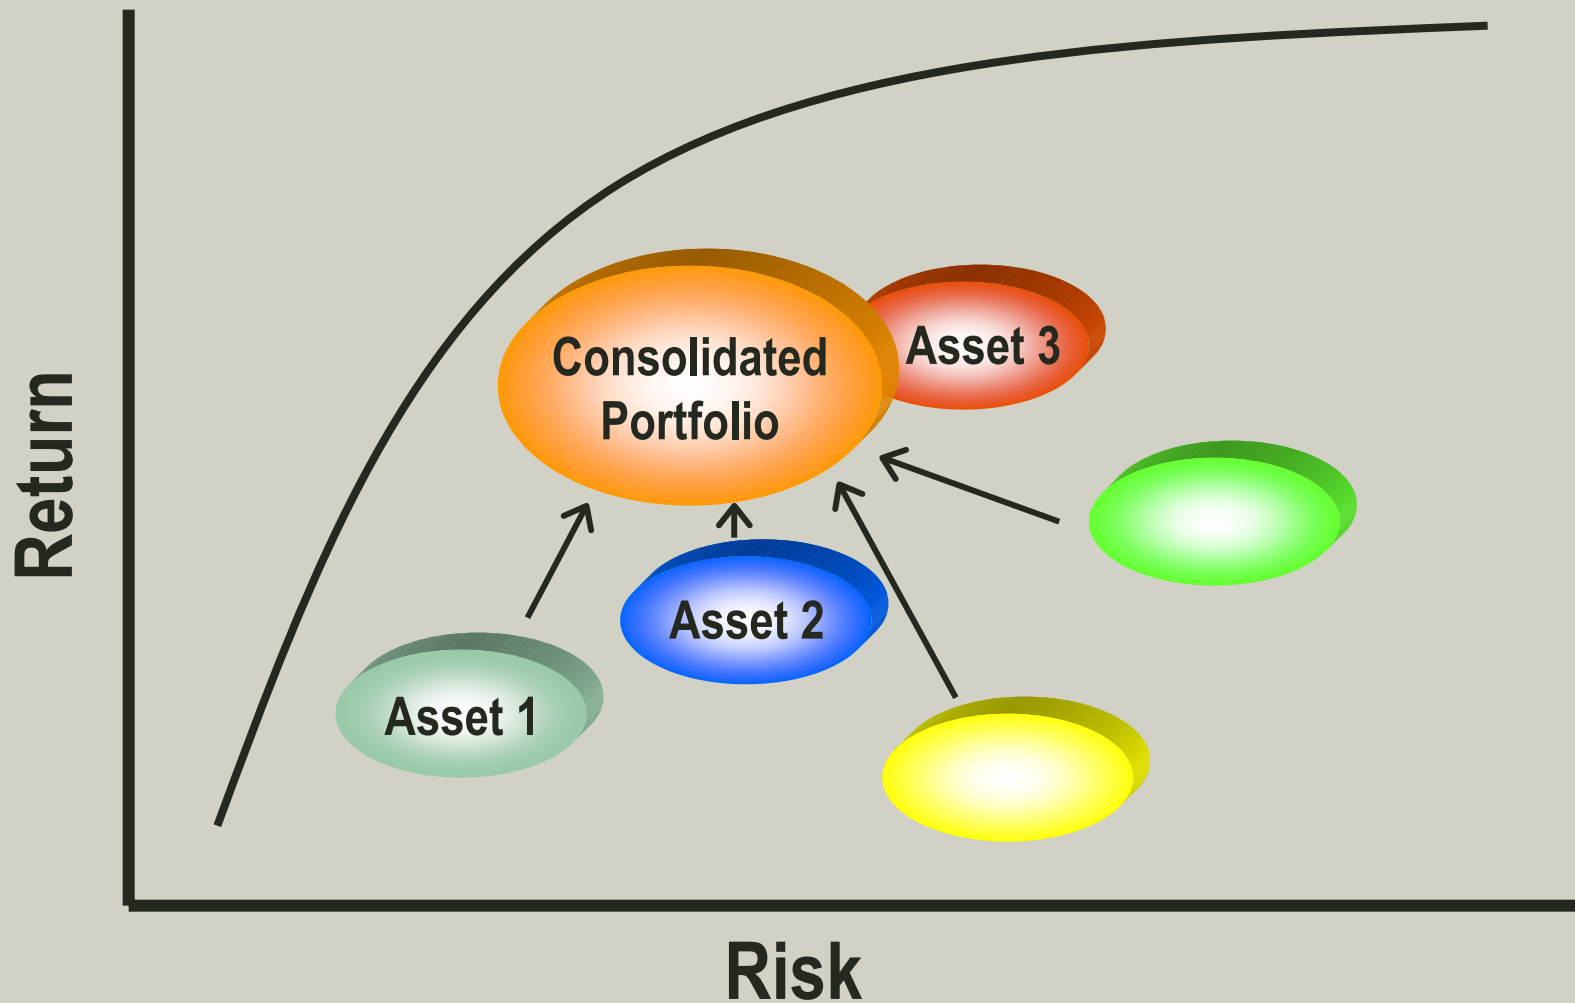 Consolidated
Portfolio
Asset 3
Return
Asset 2
Asset 1
Risk